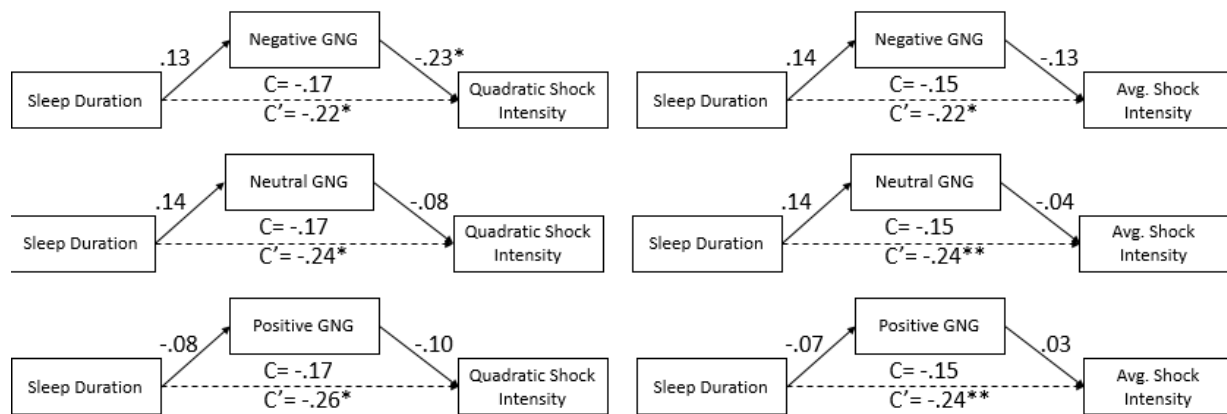 Negative GNG
.13
-.23*
Sleep Duration
C= -.17
C'= -.22*
Quadratic Shock
Intensity
Negative GNG
.14
-.13
Sleep Duration
C= -.15
C'= -.22*
Avg. Shock
Intensity
Neutral GNG
.14
-.08
Sleep Duration
C= -.17
C'= -.24*
Quadratic Shock
Intensity
Neutral GNG
.14
-.04
Sleep Duration
C= -.15
C'= -.24**
Avg. Shock
Intensity
Positive GNG
-.08
-.10
Sleep Duration
C= -.17
C'= -.26*
Quadratic Shock
Intensity
Positive GNG
-.07
.03
Sleep Duration
C= -.15
C'= -.24**
Avg. Shock
Intensity